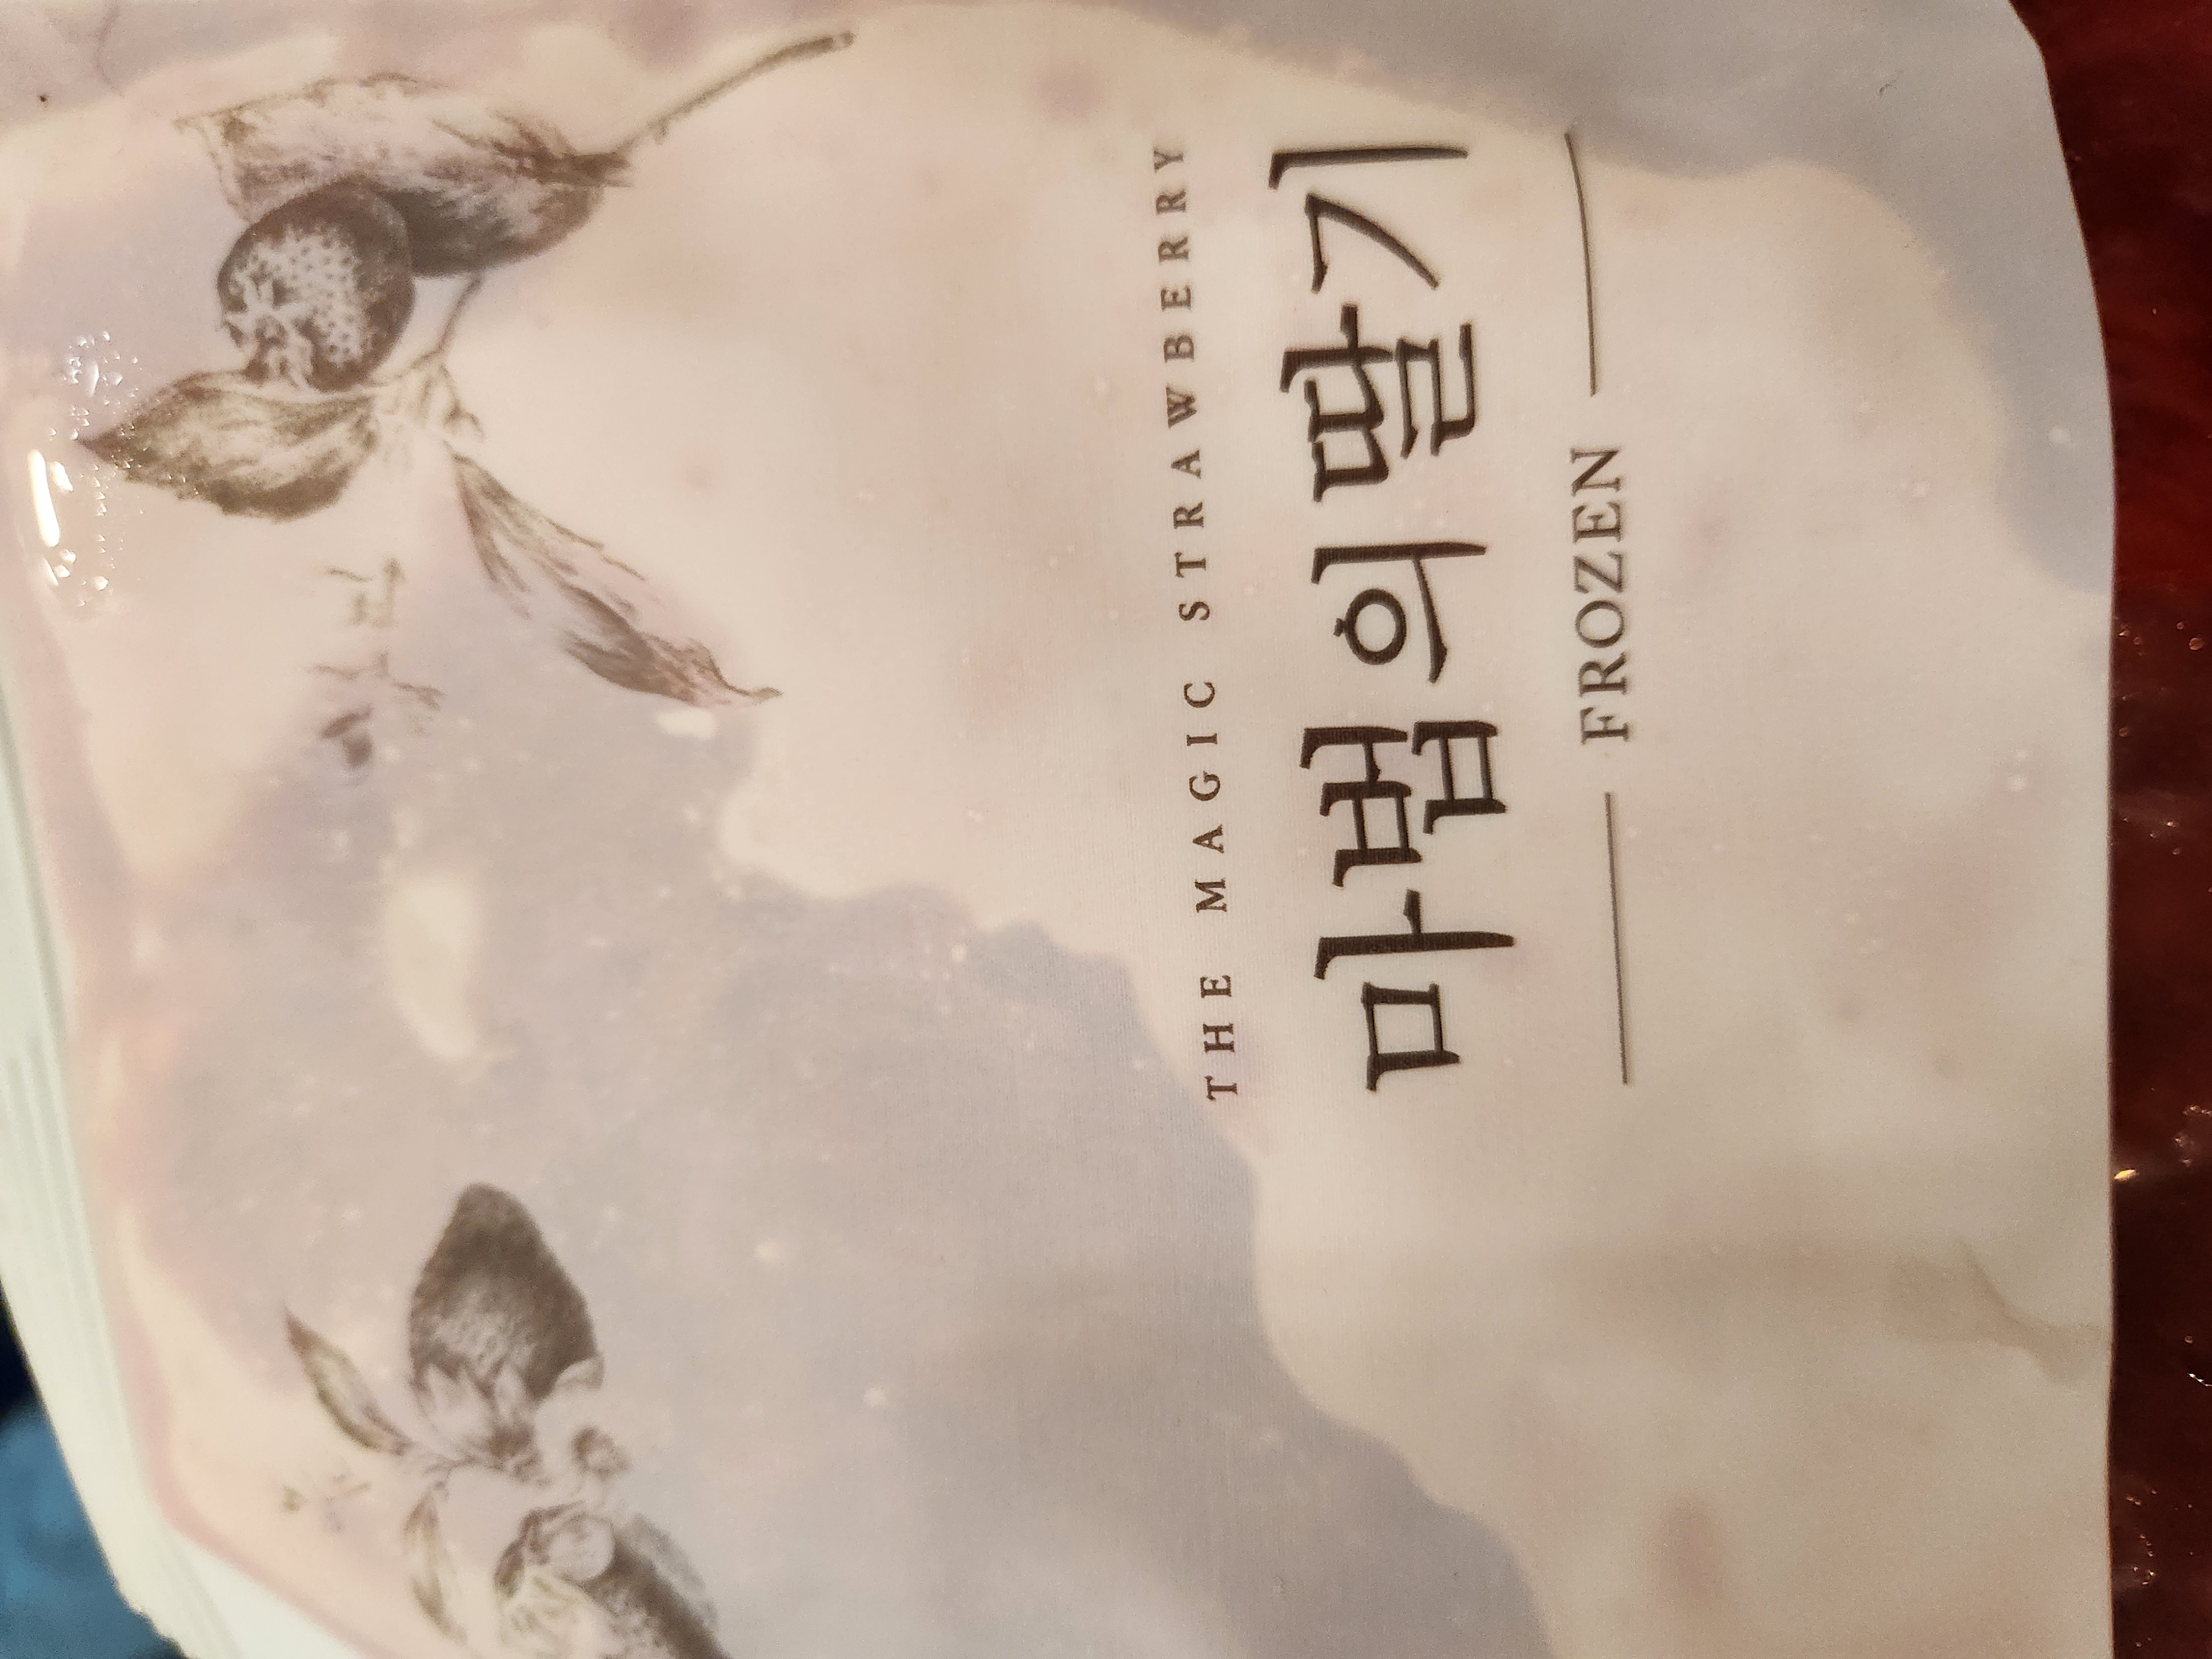 THE MAGIC STRAWBERRY
마법의딸기
FROZEN